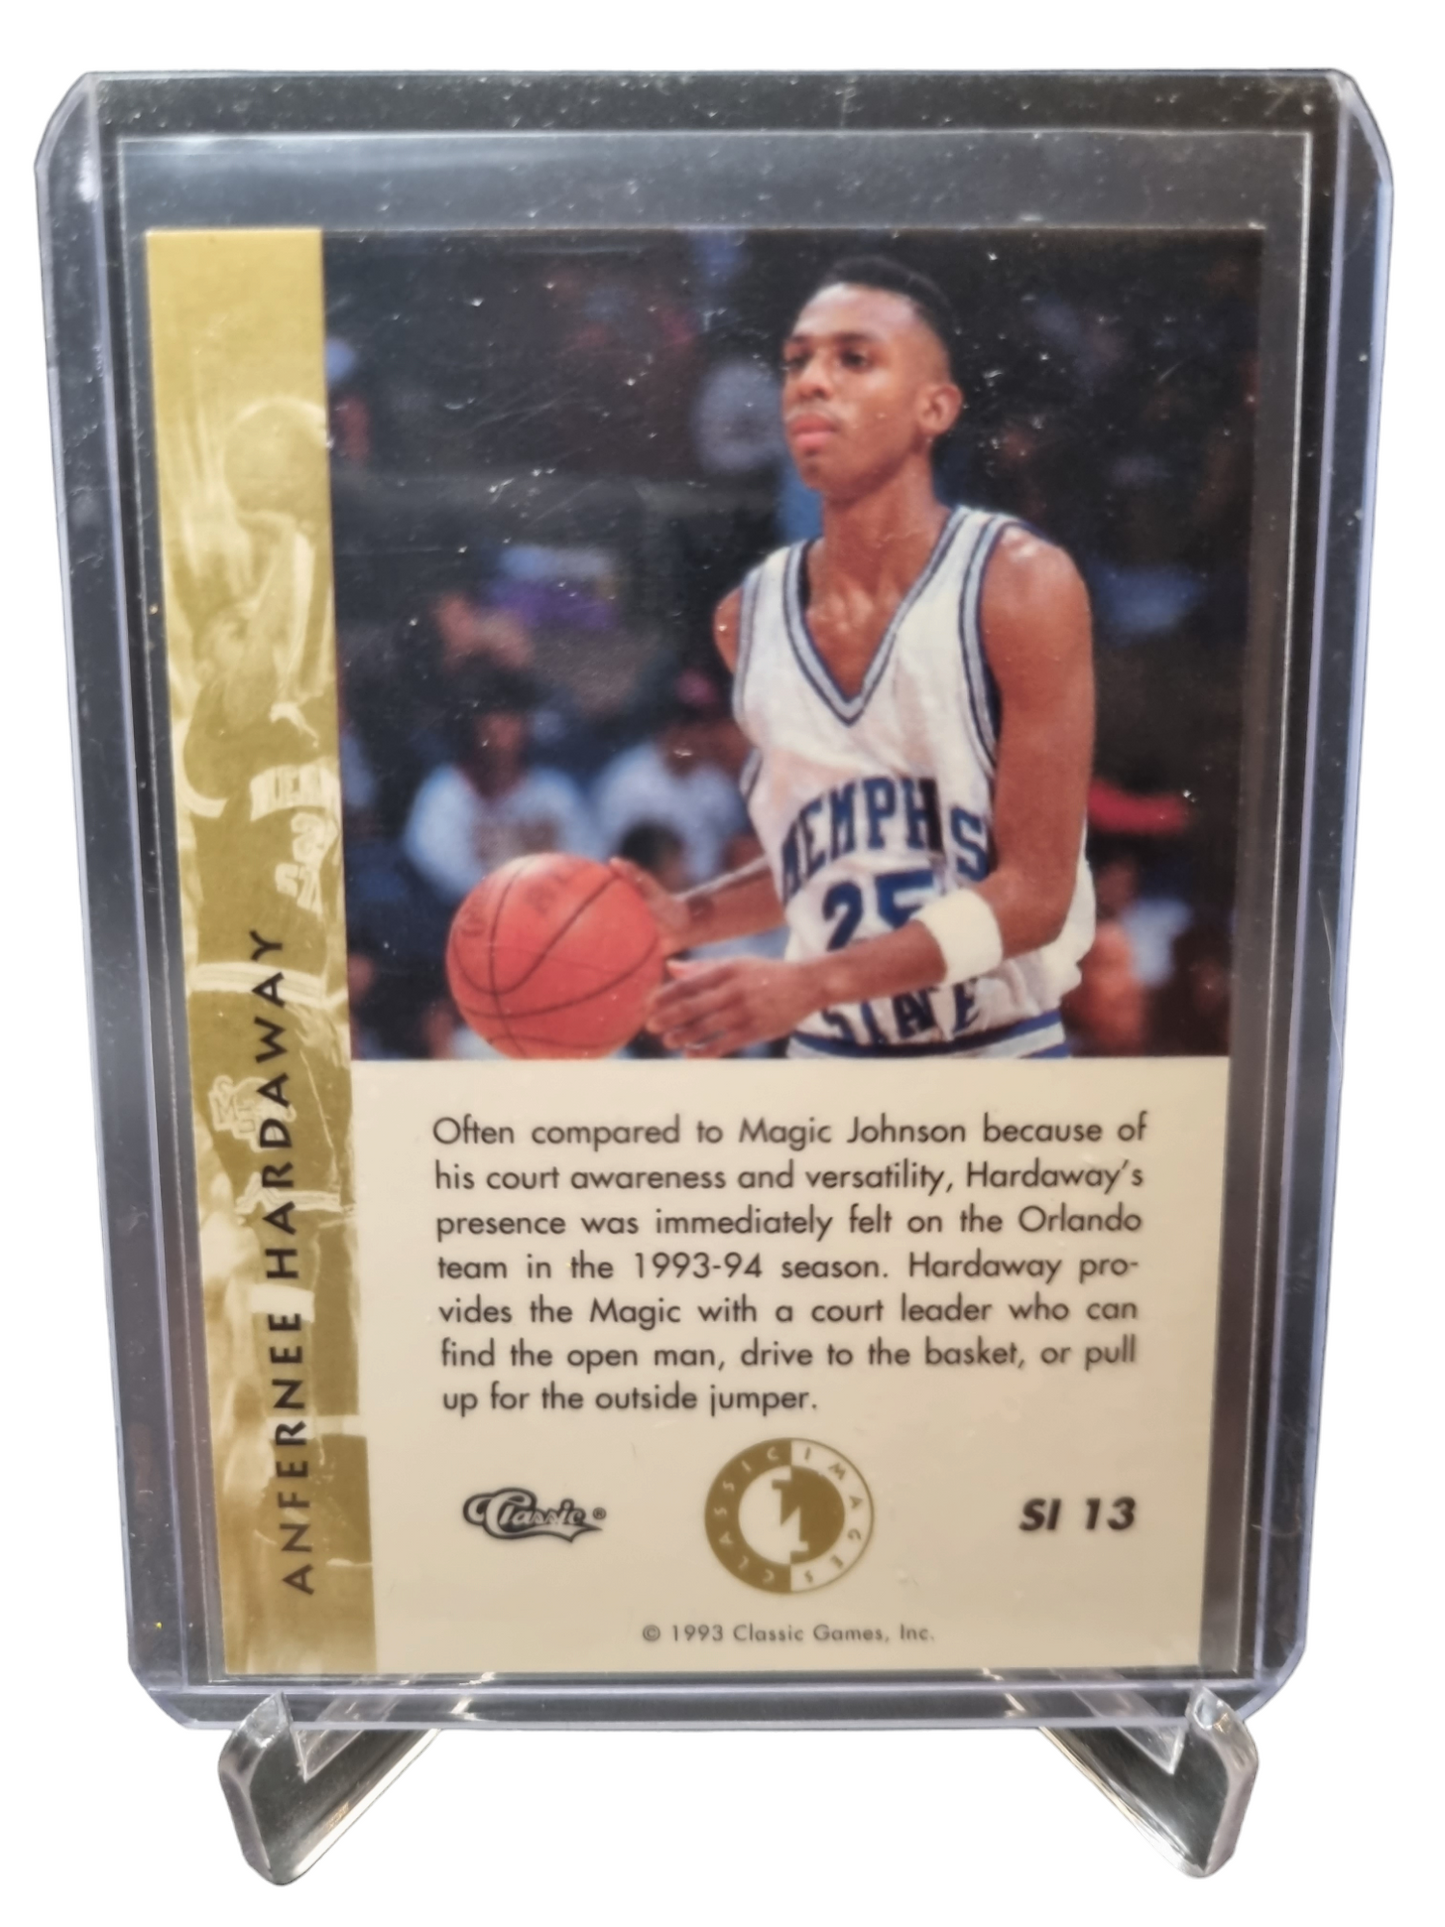 ANFERNEE HARDAWAY
MEMPHIS
25
STATE
Often compared to Magic Johnson because of
his court awareness and versatility, Hardaway's
presence was immediately felt on the Orlando
team in the 1993-94 season. Hardaway pro-
vides the Magic with a court leader who can
find the open man, drive to the basket, or pull
up for the outside jumper.
Classic®
CLASSIC IMAGES
SI 13
© 1993 Classic Games, Inc.